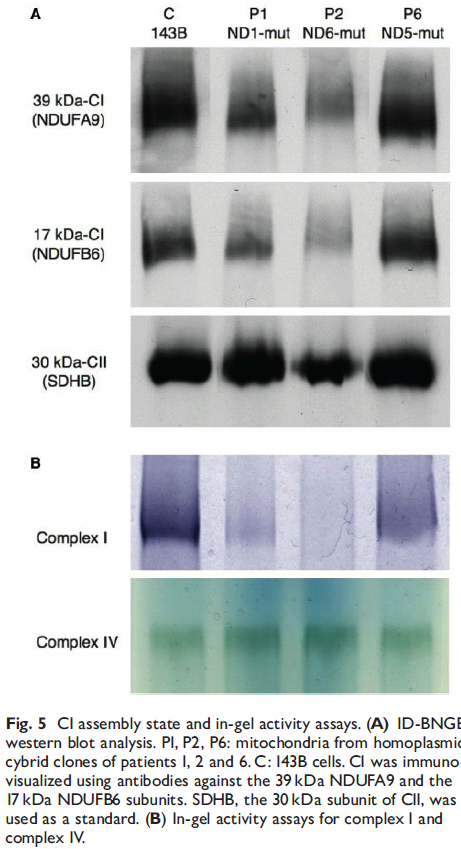 A
C
143B
P1
ND1-mut
P2
ND6-mut
P6
ND5-mut
39 kDa-CI
(NDUFA9)
17 kDa-CI
(NDUFB6)
30 kDa-CII
(SDHB)
B
Complex I
Complex IV
Fig. 5 CI assembly state and in-gel activity assays. (A) ID-BNGE
western blot analysis. PI, P2, P6: mitochondria from homoplasmic
cybrid clones of patients 1, 2 and 6. C: 143B cells. CI was immuno-
visualized using antibodies against the 39 kDa NDUFA9 and the
17 kDa NDUFB6 subunits. SDHB, the 30 kDa subunit of CII, was
used as a standard. (B) In-gel activity assays for complex I and
complex IV.